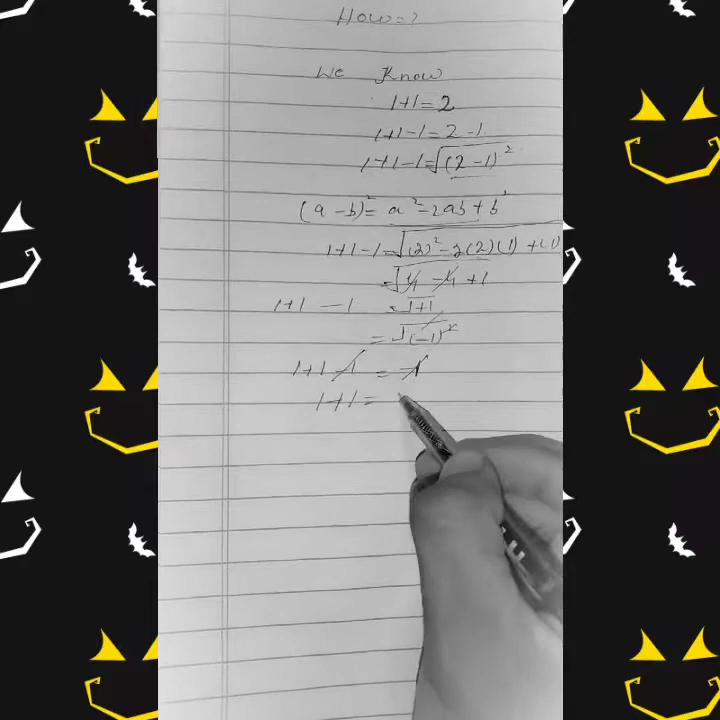 How=?
We Know
1+1=2
1+1-1=2-1
1+1-1=√(2-1)²
(a-b)²=a²-2ab+b²
1+1-1=√(2)²-2(2)(1)+(1)
=√4-4+1
1+1-1 =√+1
=√(-1)²
1+1-1 = -1
1+1=